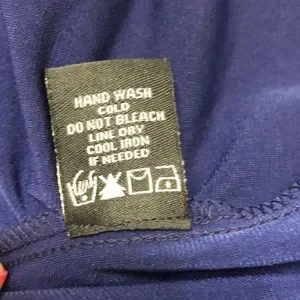 HAND WASH
COLD
DO NOT BLEACH
LINE DRY
COOL IRON
IF NEEDED